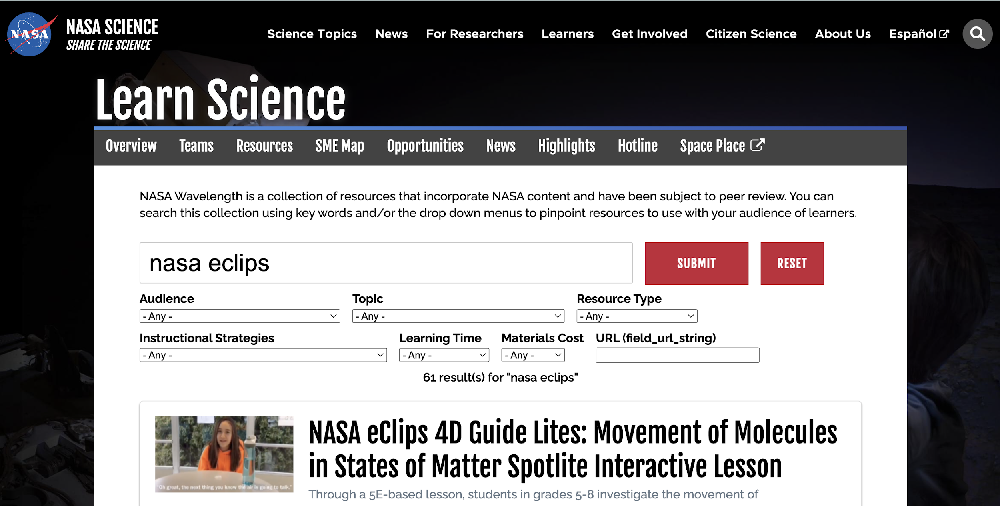 NASA
NASA SCIENCE
SHARE THE SCIENCE
Science Topics News For Researchers Learners Get Involved Citizen Science About Us Español
Learn Science
Overview Teams Resources SME Map Opportunities News Highlights Hotline Space Place
NASA Wavelength is a collection of resources that incorporate NASA content and have been subject to peer review. You can
search this collection using key words and/or the drop down menus to pinpoint resources to use with your audience of learners.
nasa eclips
SUBMIT RESET
Audience Topic Resource Type
- Any - - Any - - Any -
Instructional Strategies Learning Time Materials Cost URL (field_url_string)
- Any - - Any - - Any -
61 result(s) for "nasa eclips"
NASA eClips 4D Guide Lites: Movement of Molecules
in States of Matter Spotlite Interactive Lesson
"Oh great, the next thing you know the air is going to talk."
Through a 5E-based lesson, students in grades 5-8 investigate the movement of